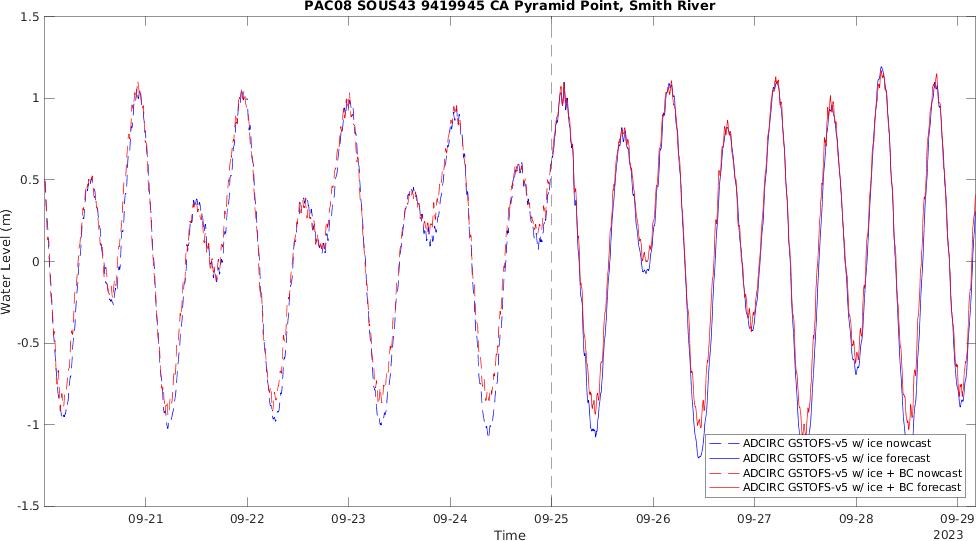 PAC08 SOUS43 9419945 CA Pyramid Point, Smith River
1.5
1
0.5
0
-0.5
-1
-1.5
Water Level (m)
ADCIRC GSTOFS-v5 w/ ice nowcast
ADCIRC GSTOFS-v5 w/ ice forecast
ADCIRC GSTOFS-v5 w/ ice + BC nowcast
ADCIRC GSTOFS-v5 w/ ice + BC forecast
09-21 09-22 09-23 09-24 09-25 09-26 09-27 09-28 09-29
Time
2023